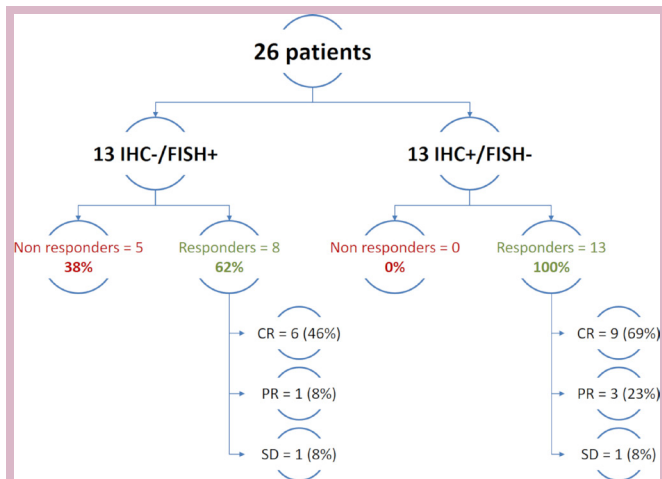 26 patients
13 IHC-/FISH+
13 IHC+/FISH-
Non responders = 5
38%
Responders = 8
62%
Non responders = 0
0%
Responders = 13
100%
CR = 6 (46%)
PR = 1 (8%)
SD = 1 (8%)
CR = 9 (69%)
PR = 3 (23%)
SD = 1 (8%)